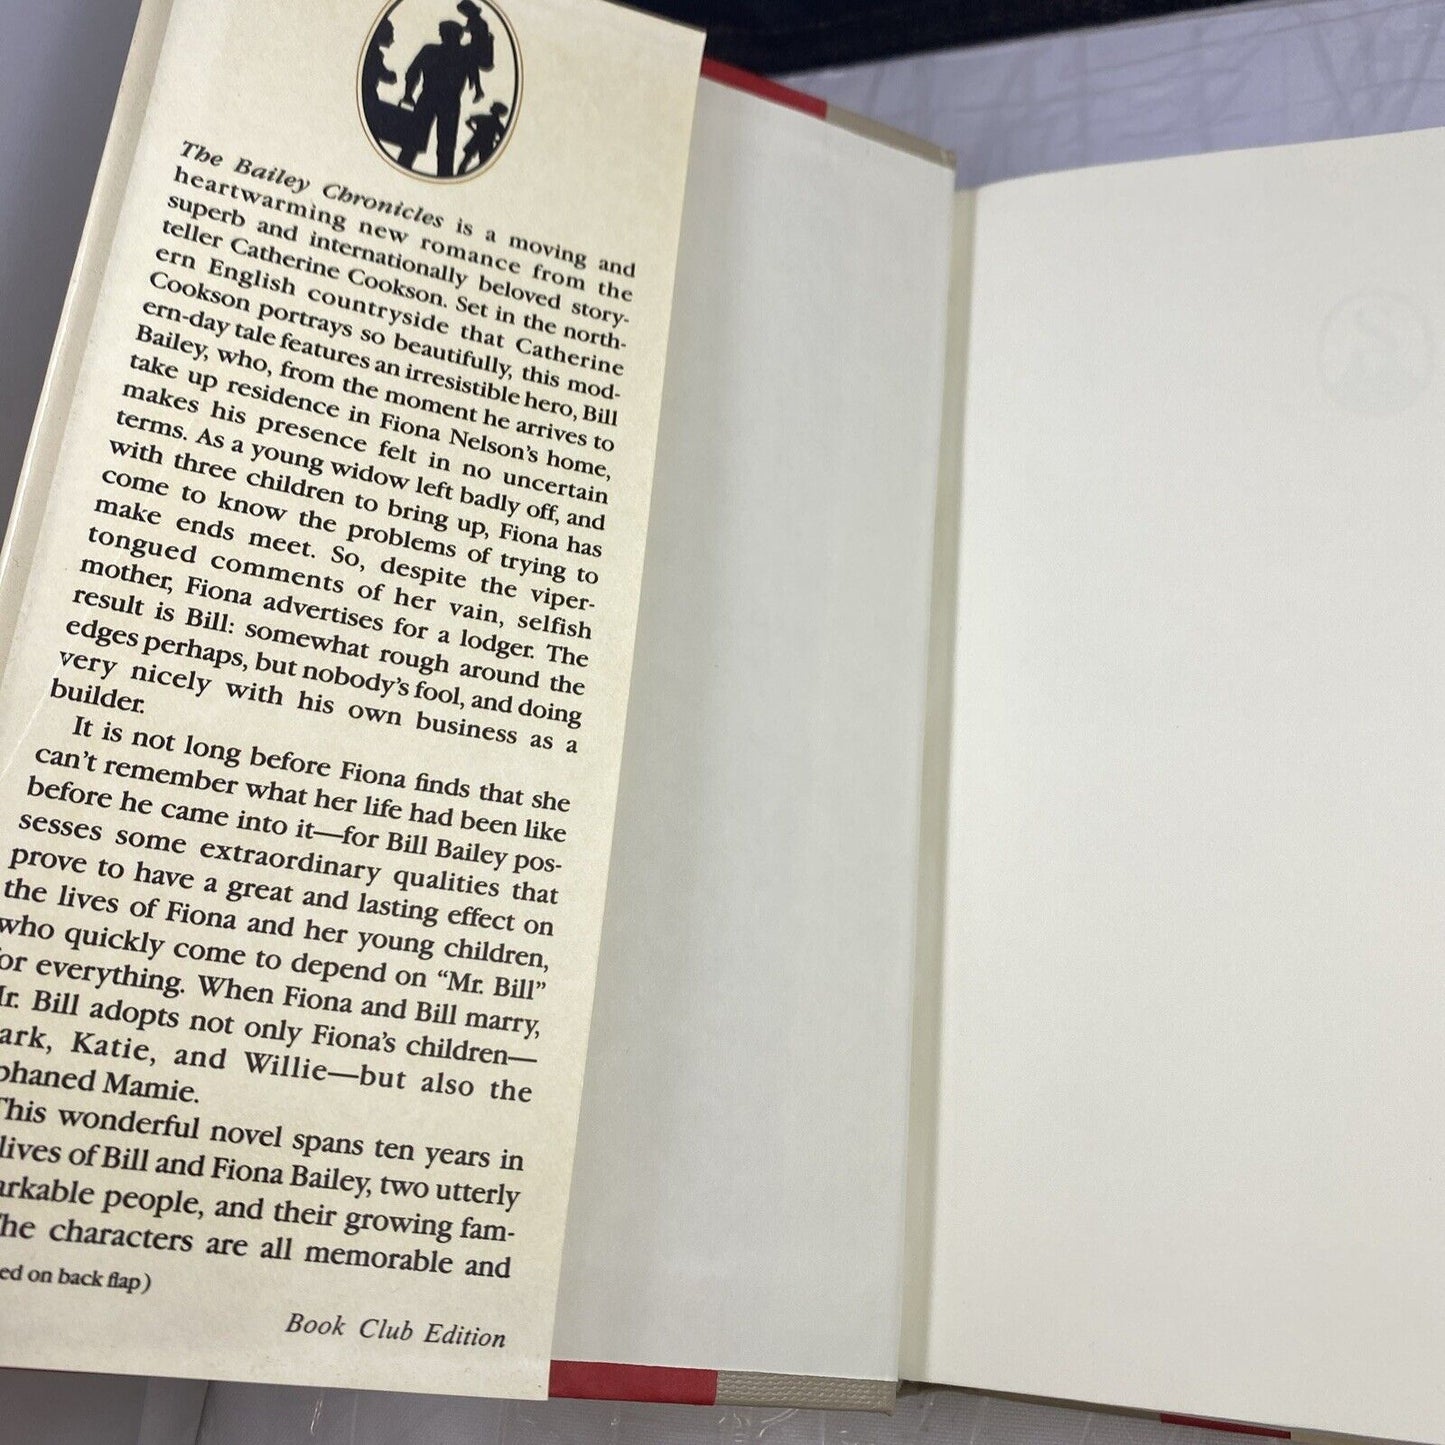 The Bailey Chronicles is a moving and
heartwarming new romance from the
superb and internationally beloved story-
teller Catherine Cookson. Set in the north-
ern English countryside that Catherine
Cookson portrays so beautifully, this mod-
ern-day tale features an irresistible hero, Bill
Bailey, who, from the moment he arrives to
take up residence in Fiona Nelson's home,
makes his presence felt in no uncertain
terms. As a young widow left badly off, and
with three children to bring up, Fiona has
come to know the problems of trying to
make ends meet. So, despite the viper-
tongued comments of her vain, selfish
mother, Fiona advertises for a lodger. The
result is Bill: somewhat rough around the
edges perhaps, but nobody's fool, and doing
very nicely with his own business as a
builder.
It is not long before Fiona finds that she
can't remember what her life had been like
before he came into it—for Bill Bailey pos-
sesses some extraordinary qualities that
prove to have a great and lasting effect on
the lives of Fiona and her young children,
who quickly come to depend on "Mr. Bill"
for everything. When Fiona and Bill marry,
Mr. Bill adopts not only Fiona's children—
ark, Katie, and Willie—but also the
phaned Mamie.
This wonderful novel spans ten years in
lives of Bill and Fiona Bailey, two utterly
arkable people, and their growing fam-
The characters are all memorable and
ed on back flap)
Book Club Edition